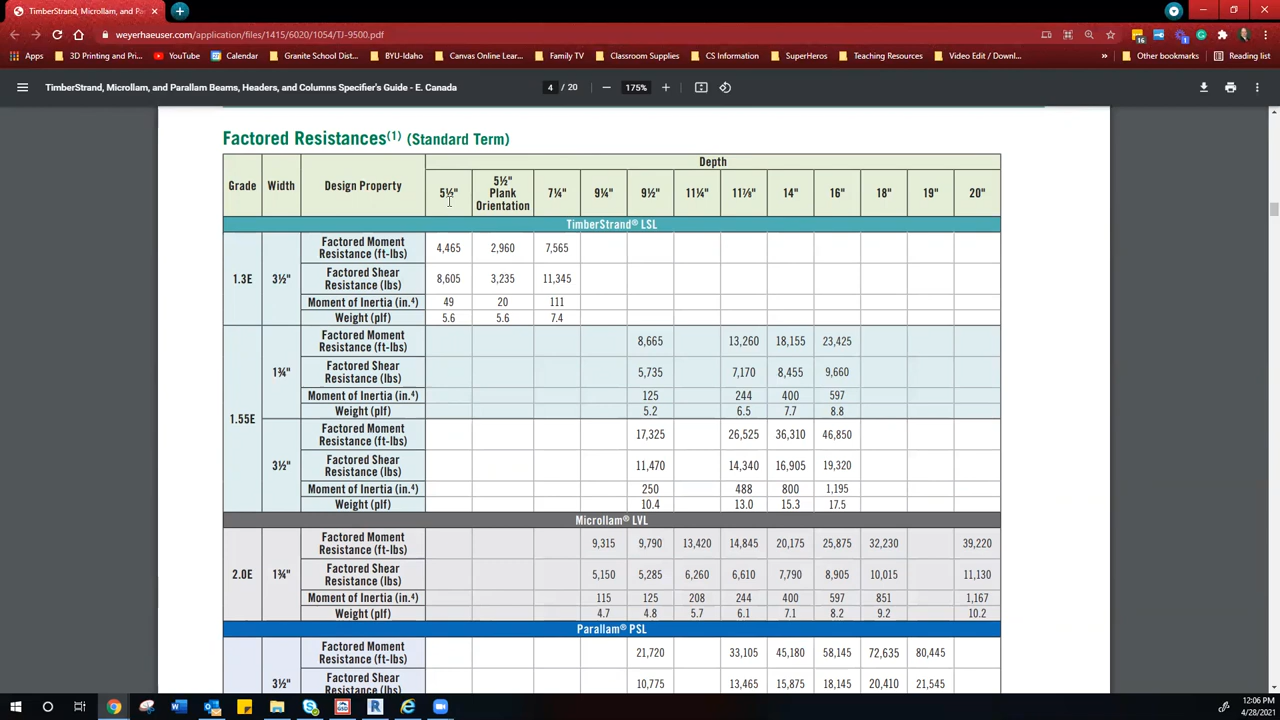 TimberStrand, Microllam, and Pa
weyerhaeuser.com/application/files/1415/6020/1054/TJ-9500.pdf
Apps 3D Printing and Pri... YouTube Calendar Granite School Dist... BYU-Idaho Canvas Online Lear... Family TV Classroom Supplies CS Information SuperHeros Teaching Resources Video Edit / Downl... » Other bookmarks Reading list
TimberStrand, Microllam, and Parallam Beams, Headers, and Columns Specifier's Guide - E. Canada 4 / 20 175%
Factored Resistances(1) (Standard Term)
Grade Width Design Property Depth
5½" 5½" Plank Orientation 7¼" 9¼" 9½" 11¼" 11⅞" 14" 16" 18" 19" 20"
TimberStrand® LSL
1.3E 3½" Factored Moment Resistance (ft-lbs) 4,465 2,960 7,565
Factored Shear Resistance (lbs) 8,605 3,235 11,345
Moment of Inertia (in.⁴) 49 20 111
Weight (plf) 5.6 5.6 7.4
1.55E 1¾" Factored Moment Resistance (ft-lbs) 8,665 13,260 18,155 23,425
Factored Shear Resistance (lbs) 5,735 7,170 8,455 9,660
Moment of Inertia (in.⁴) 125 244 400 597
Weight (plf) 5.2 6.5 7.7 8.8
3½" Factored Moment Resistance (ft-lbs) 17,325 26,525 36,310 46,850
Factored Shear Resistance (lbs) 11,470 14,340 16,905 19,320
Moment of Inertia (in.⁴) 250 488 800 1,195
Weight (plf) 10.4 13.0 15.3 17.5
Microllam® LVL
2.0E 1¾" Factored Moment Resistance (ft-lbs) 9,315 9,790 13,420 14,845 20,175 25,875 32,230 39,220
Factored Shear Resistance (lbs) 5,150 5,285 6,260 6,610 7,790 8,905 10,015 11,130
Moment of Inertia (in.⁴) 115 125 208 244 400 597 851 1,167
Weight (plf) 4.7 4.8 5.7 6.1 7.1 8.2 9.2 10.2
Parallam® PSL
3½" Factored Moment Resistance (ft-lbs) 21,720 33,105 45,180 58,145 72,635 80,445
Factored Shear Resistance (lbs) 10,775 13,465 15,875 18,145 20,410 21,545
12:06 PM
4/28/2021